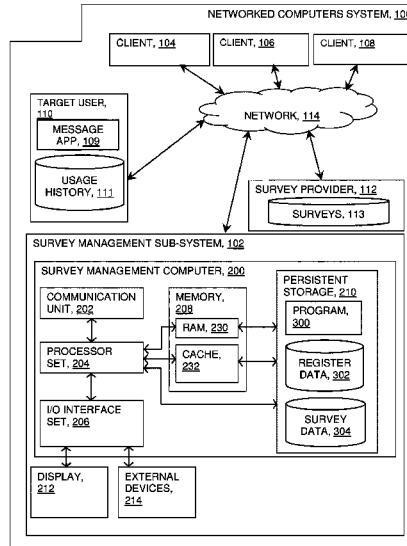 NETWORKED COMPUTERS SYSTEM, 100
CLIENT, 104
CLIENT, 106
CLIENT, 108
TARGET USER,
110
MESSAGE
APP, 109
USAGE
HISTORY, 111
NETWORK, 114
SURVEY PROVIDER, 112
SURVEYS, 113
SURVEY MANAGEMENT SUB-SYSTEM, 102
SURVEY MANAGEMENT COMPUTER, 200
COMMUNICATION
UNIT, 202
MEMORY,
208
PERSISTENT
STORAGE, 210
PROGRAM,
300
RAM, 230
PROCESSOR
SET, 204
CACHE,
232
REGISTER
DATA, 302
I/O INTERFACE
SET, 206
SURVEY
DATA, 304
DISPLAY,
212
EXTERNAL
DEVICES, 214